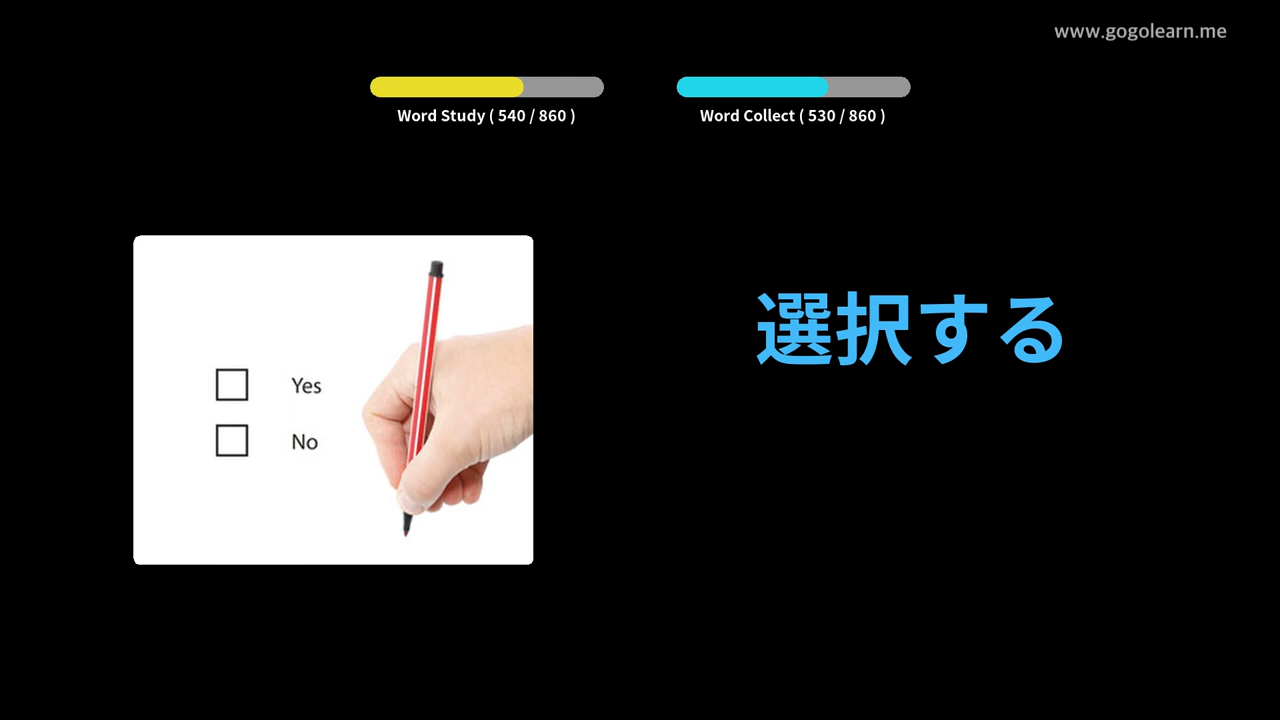 www.gogolearn.me
Word Study ( 540 / 860 )
Word Collect ( 530 / 860 )
Yes
No
選択する